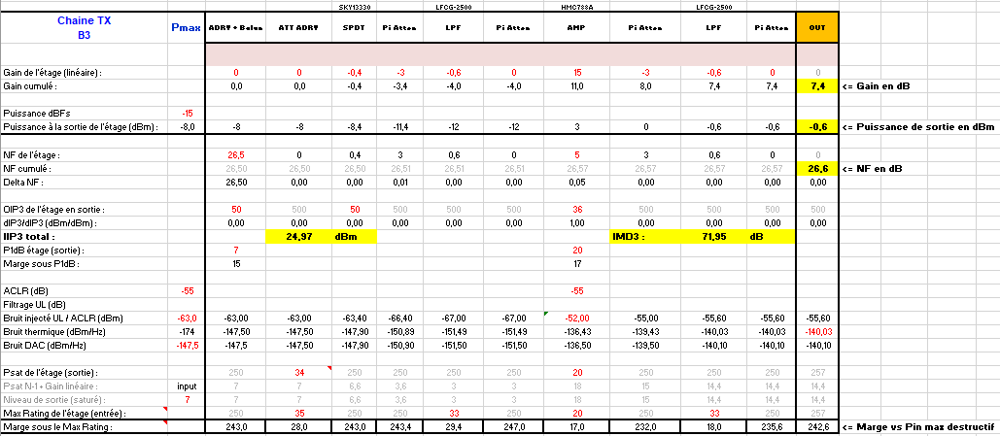 SKY13330 LFCG-2500 HMC788A LFCG-2500
Chaine TX B3 Pmax ADRV + Balun ATT ADRV SPDT Pi Atten LPF Pi Atten AMP Pi Atten LPF Pi Atten OUT
Gain de l'étage (linéaire) : 0 0 -0,4 -3 -0,6 0 15 -3 -0,6 0 0
Gain cumulé : 0,0 0,0 -0,4 -3,4 -4,0 -4,0 11,0 8,0 7,4 7,4 7,4 <= Gain en dB
Puissance dBFs -15
Puissance à la sortie de l'étage (dBm) : -8,0 -8 -8 -8,4 -11,4 -12 -12 3 0 -0,6 -0,6 -0,6 <= Puissance de sortie en dBm
NF de l'étage : 26,5 0 0,4 3 0,6 0 5 3 0,6 0 0
NF cumulé : 26,50 26,50 26,50 26,51 26,51 26,51 26,57 26,57 26,57 26,57 26,6 <= NF en dB
Delta NF : 26,50 0,00 0,00 0,01 0,00 0,00 0,05 0,00 0,00 0,00 0,00
OIP3 de l'étage en sortie : 50 500 50 500 500 500 36 500 500 500 500
dIP3/dIP3 (dBm/dBm) : 0,00 0,00 0,00 0,00 0,00 0,00 1,00 0,00 0,00 0,00 0,00
IIP3 total : 24,97 dBm IMD3 : 71,95 dB
P1dB étage (sortie) : 7 20
Marge sous P1dB : 15 17
ACLR (dB) -55 -55
Filtrage UL (dB)
Bruit injecté UL / ACLR (dBm) -63,0 -63,00 -63,00 -63,40 -66,40 -67,00 -67,00 -52,00 -55,00 -55,60 -55,60 -55,60
Bruit thermique (dBm/Hz) -174 -147,50 -147,50 -147,90 -150,89 -151,49 -151,49 -136,43 -139,43 -140,03 -140,03 -140,03
Bruit DAC (dBm/Hz) -147,5 -147,5 -147,50 -147,90 -150,90 -151,50 -151,50 -136,50 -139,50 -140,10 -140,10 -140,10
Psat de l'étage (sortie) : 250 34 250 250 250 250 20 250 250 250 257
Psat N-1 + Gain linéaire : input 7 7 6,6 3,6 3 3 18 15 14,4 14,4 14,4
Niveau de sortie (saturé) : 7 7 7 6,6 3,6 3 3 18 15 14,4 14,4 14,4
Max Rating de l'étage (entrée) : 250 35 250 250 33 250 20 250 33 250 257
Marge sous le Max Rating : 243,0 28,0 243,0 243,4 29,4 247,0 17,0 232,0 18,0 235,6 242,6 <= Marge vs Pin max destructif